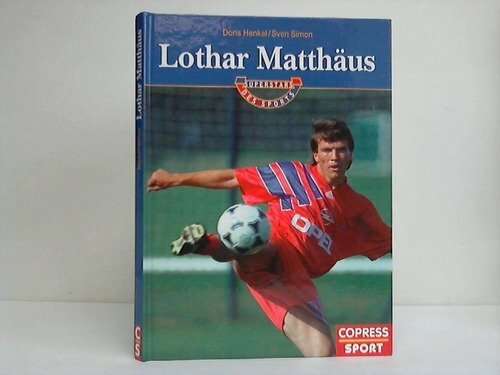 Doris Henkel/Sven Simon
Lothar Matthäus
SUPERSTARS
DES SPORTS
OPEL
COPRESS
SPORT
Lothar Matthäus
CS